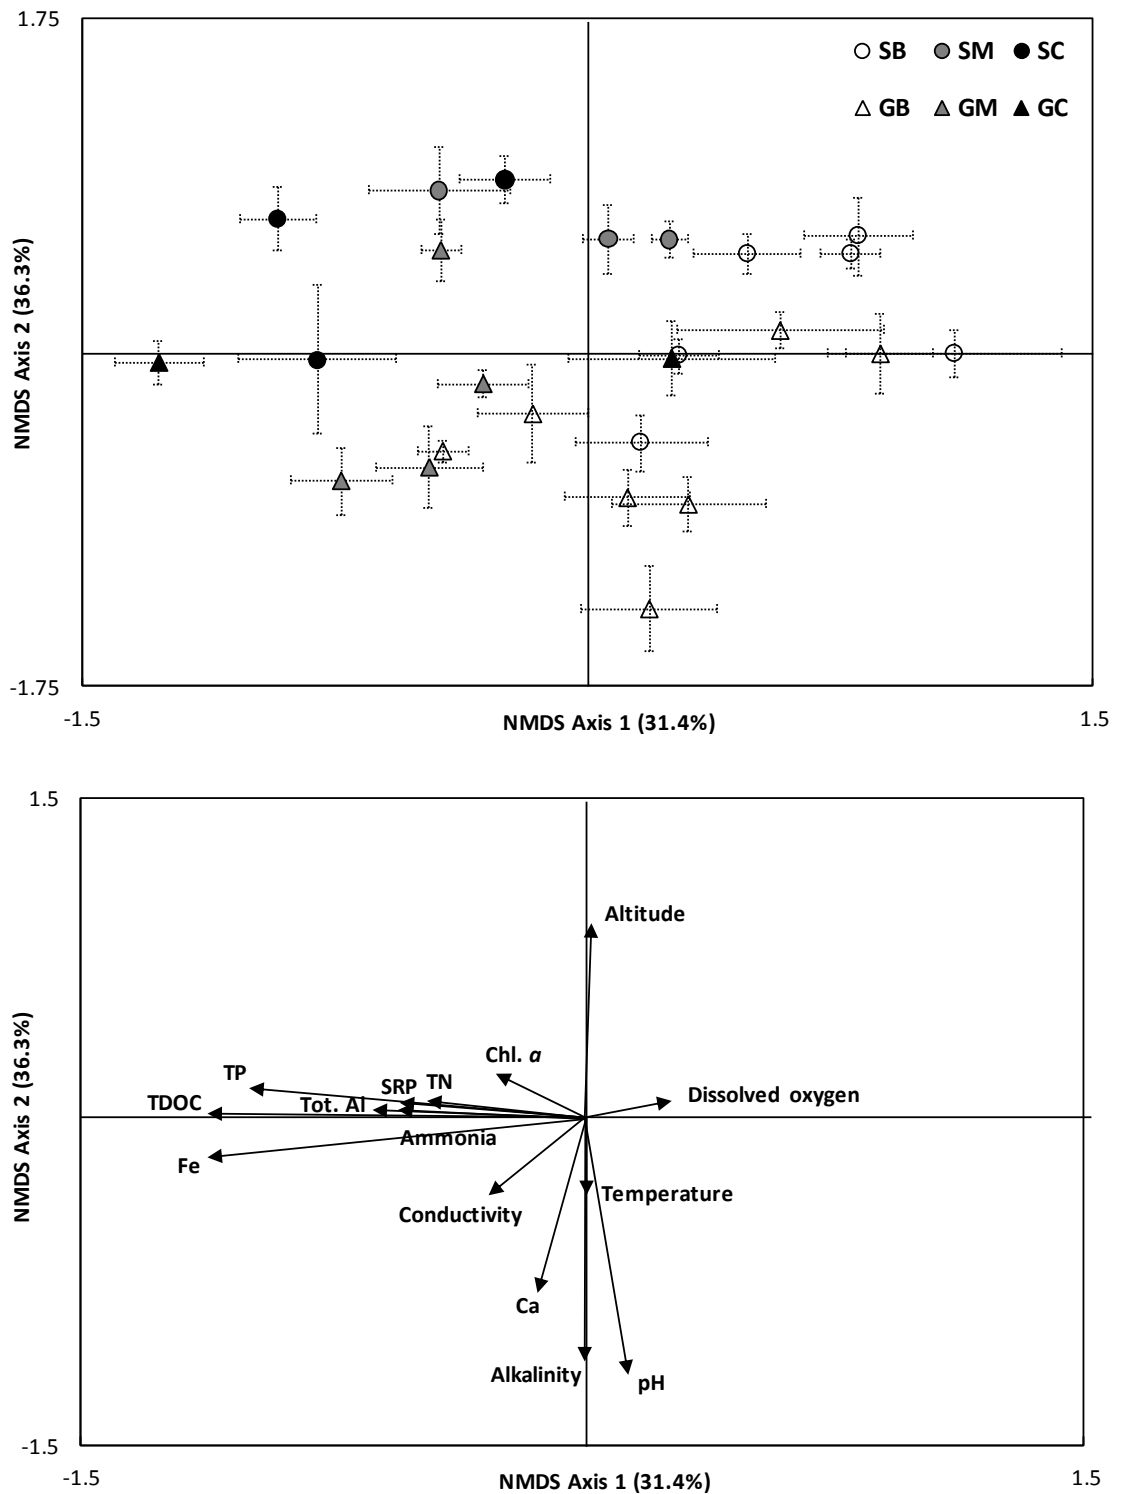 1.75
SB SM SC
GB GM GC
NMDS Axis 2 (36.3%)
-1.75
-1.5 NMDS Axis 1 (31.4%) 1.5
1.5
Altitude
Chl. a
TP SRP TN
TDOC Tot. Al Dissolved oxygen
Ammonia
Fe
NMDS Axis 2 (36.3%)
Temperature
Conductivity
Ca
Alkalinity pH
-1.5
-1.5 NMDS Axis 1 (31.4%) 1.5